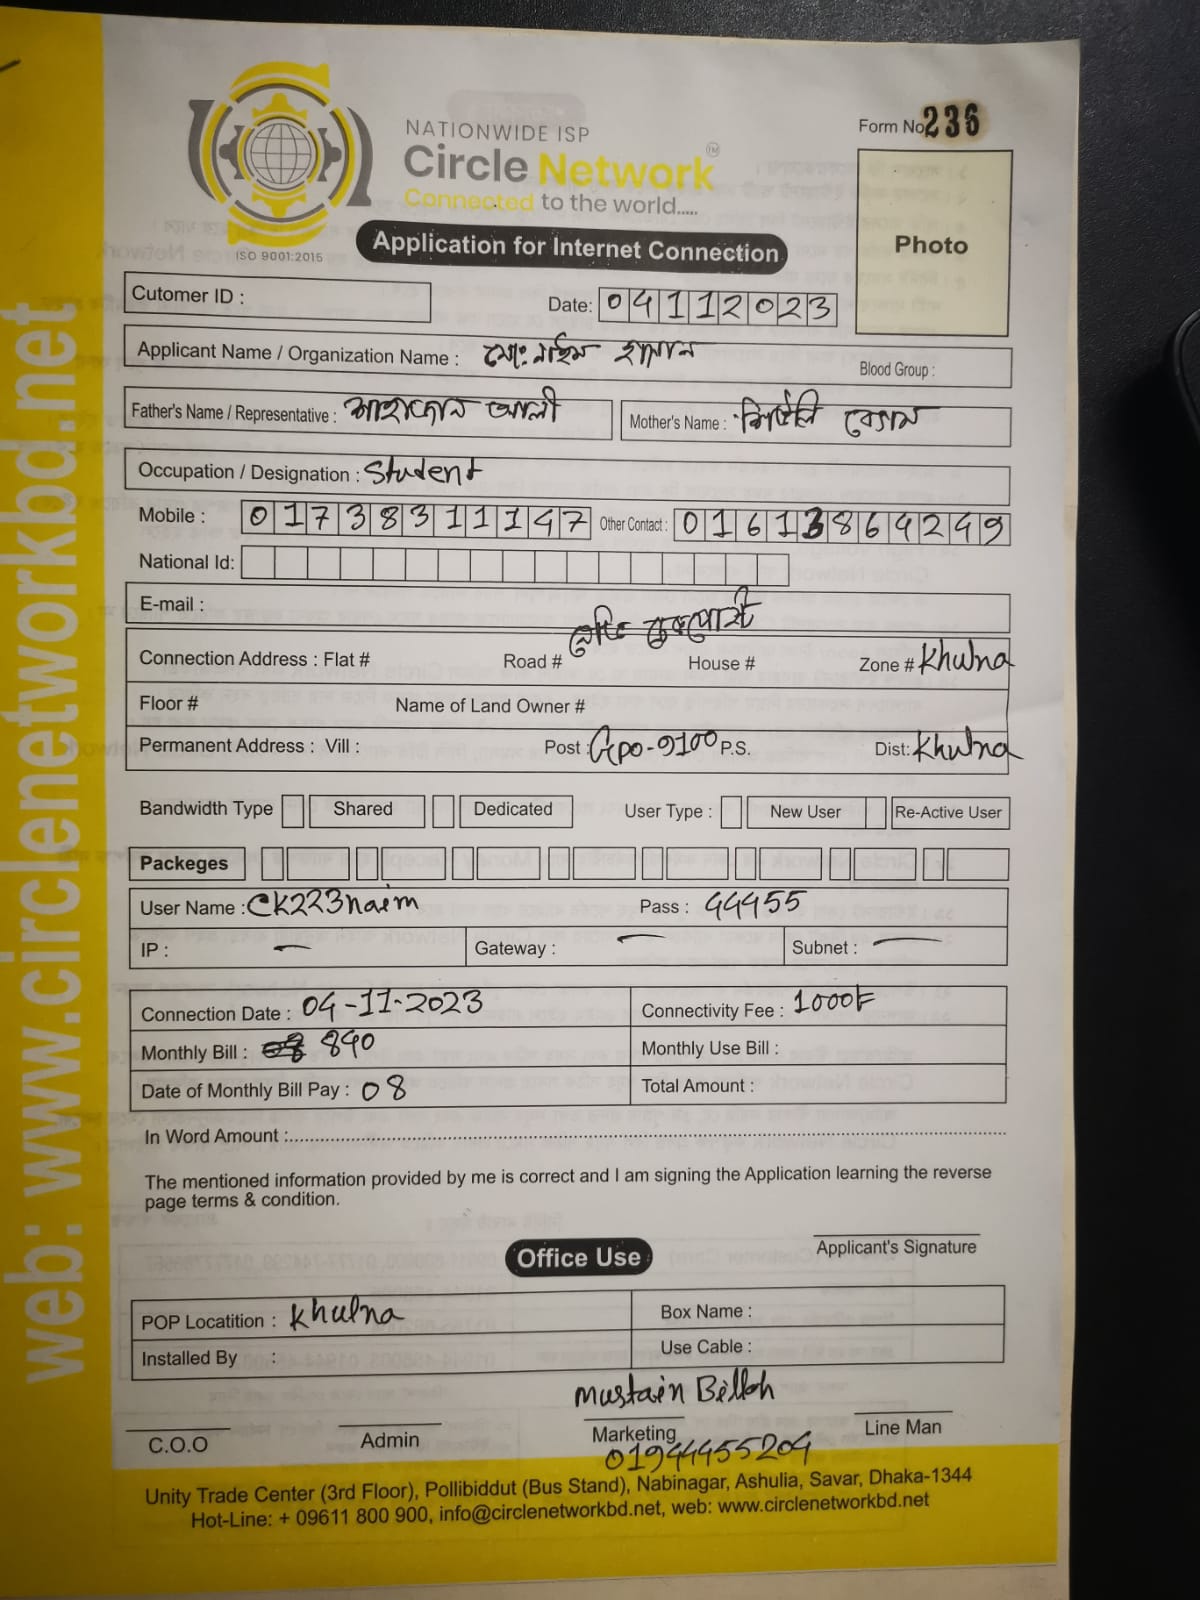 web: www.circlenetworkbd.net
NATIONWIDE ISP
Circle Network™
Connected to the world.....
ISO 9001:2015
Form No. 236
Application for Internet Connection
Photo
Cutomer ID :
Date: 04112023
Applicant Name / Organization Name : মোঃ নাইম হাসান
Blood Group :
Father's Name / Representative : শাহাজান আলী
Mother's Name : শিউলি বেগম
Occupation / Designation : Student
Mobile : 01738311147 Other Contact : 01613864249
National Id:
E-mail :
Connection Address : Flat # Road # House # Zone # Khulna
Floor # Name of Land Owner #
Permanent Address : Vill : Post : GPO-9100 P.S. Dist: Khulna
Bandwidth Type Shared Dedicated User Type : New User Re-Active User
Packeges
User Name : CK223naim Pass : 44455
IP : — Gateway : — Subnet : —
Connection Date : 04-11-2023 Connectivity Fee : 1000৳
Monthly Bill : 840 Monthly Use Bill :
Date of Monthly Bill Pay : 08 Total Amount :
In Word Amount :
The mentioned information provided by me is correct and I am signing the Application learning the reverse
page terms & condition.
Applicant's Signature
Office Use
POP Locatition : Khulna Box Name :
Installed By : Use Cable :
Mustain Billah
C.O.O Admin Marketing Line Man
01944455204
Unity Trade Center (3rd Floor), Pollibiddut (Bus Stand), Nabinagar, Ashulia, Savar, Dhaka-1344
Hot-Line: + 09611 800 900, info@circlenetworkbd.net, web: www.circlenetworkbd.net